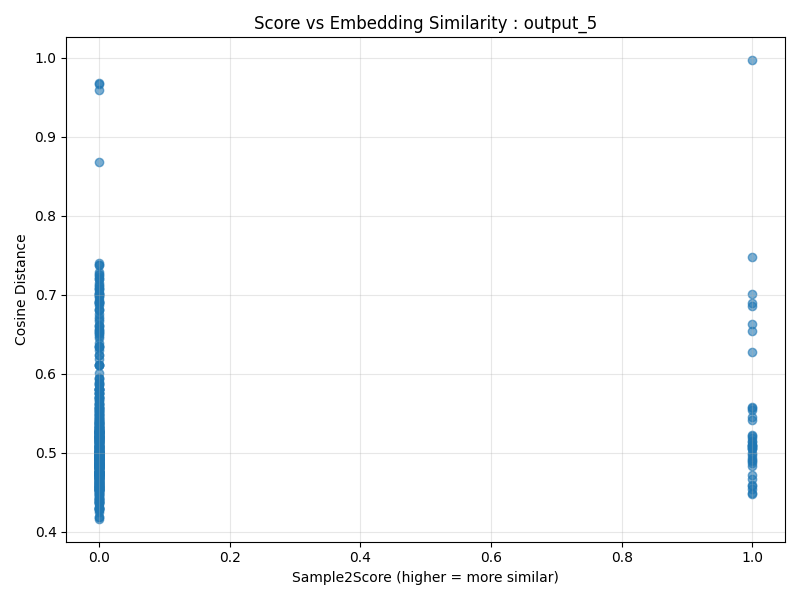 Score vs Embedding Similarity : output_5
1.0
0.9
0.8
0.7
0.6
0.5
0.4
Cosine Distance
0.0 0.2 0.4 0.6 0.8 1.0
Sample2Score (higher = more similar)